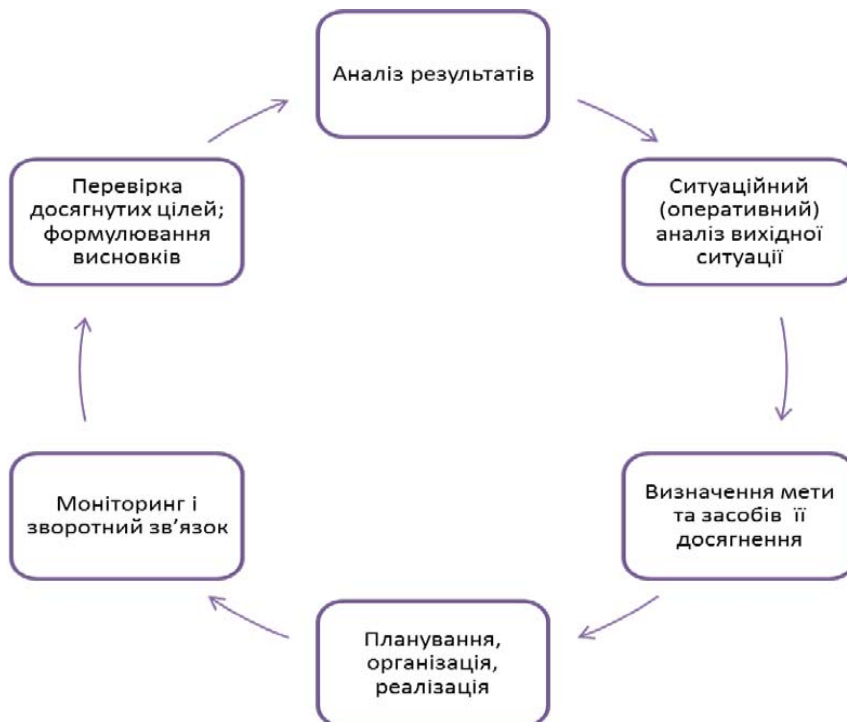 Аналіз результатів
Ситуаційний
(оперативний)
аналіз вихідної
ситуації
Визначення мети
та засобів її
досягнення
Планування,
організація,
реалізація
Моніторинг і
зворотний зв’язок
Перевірка
досягнутих цілей;
формулювання
висновків